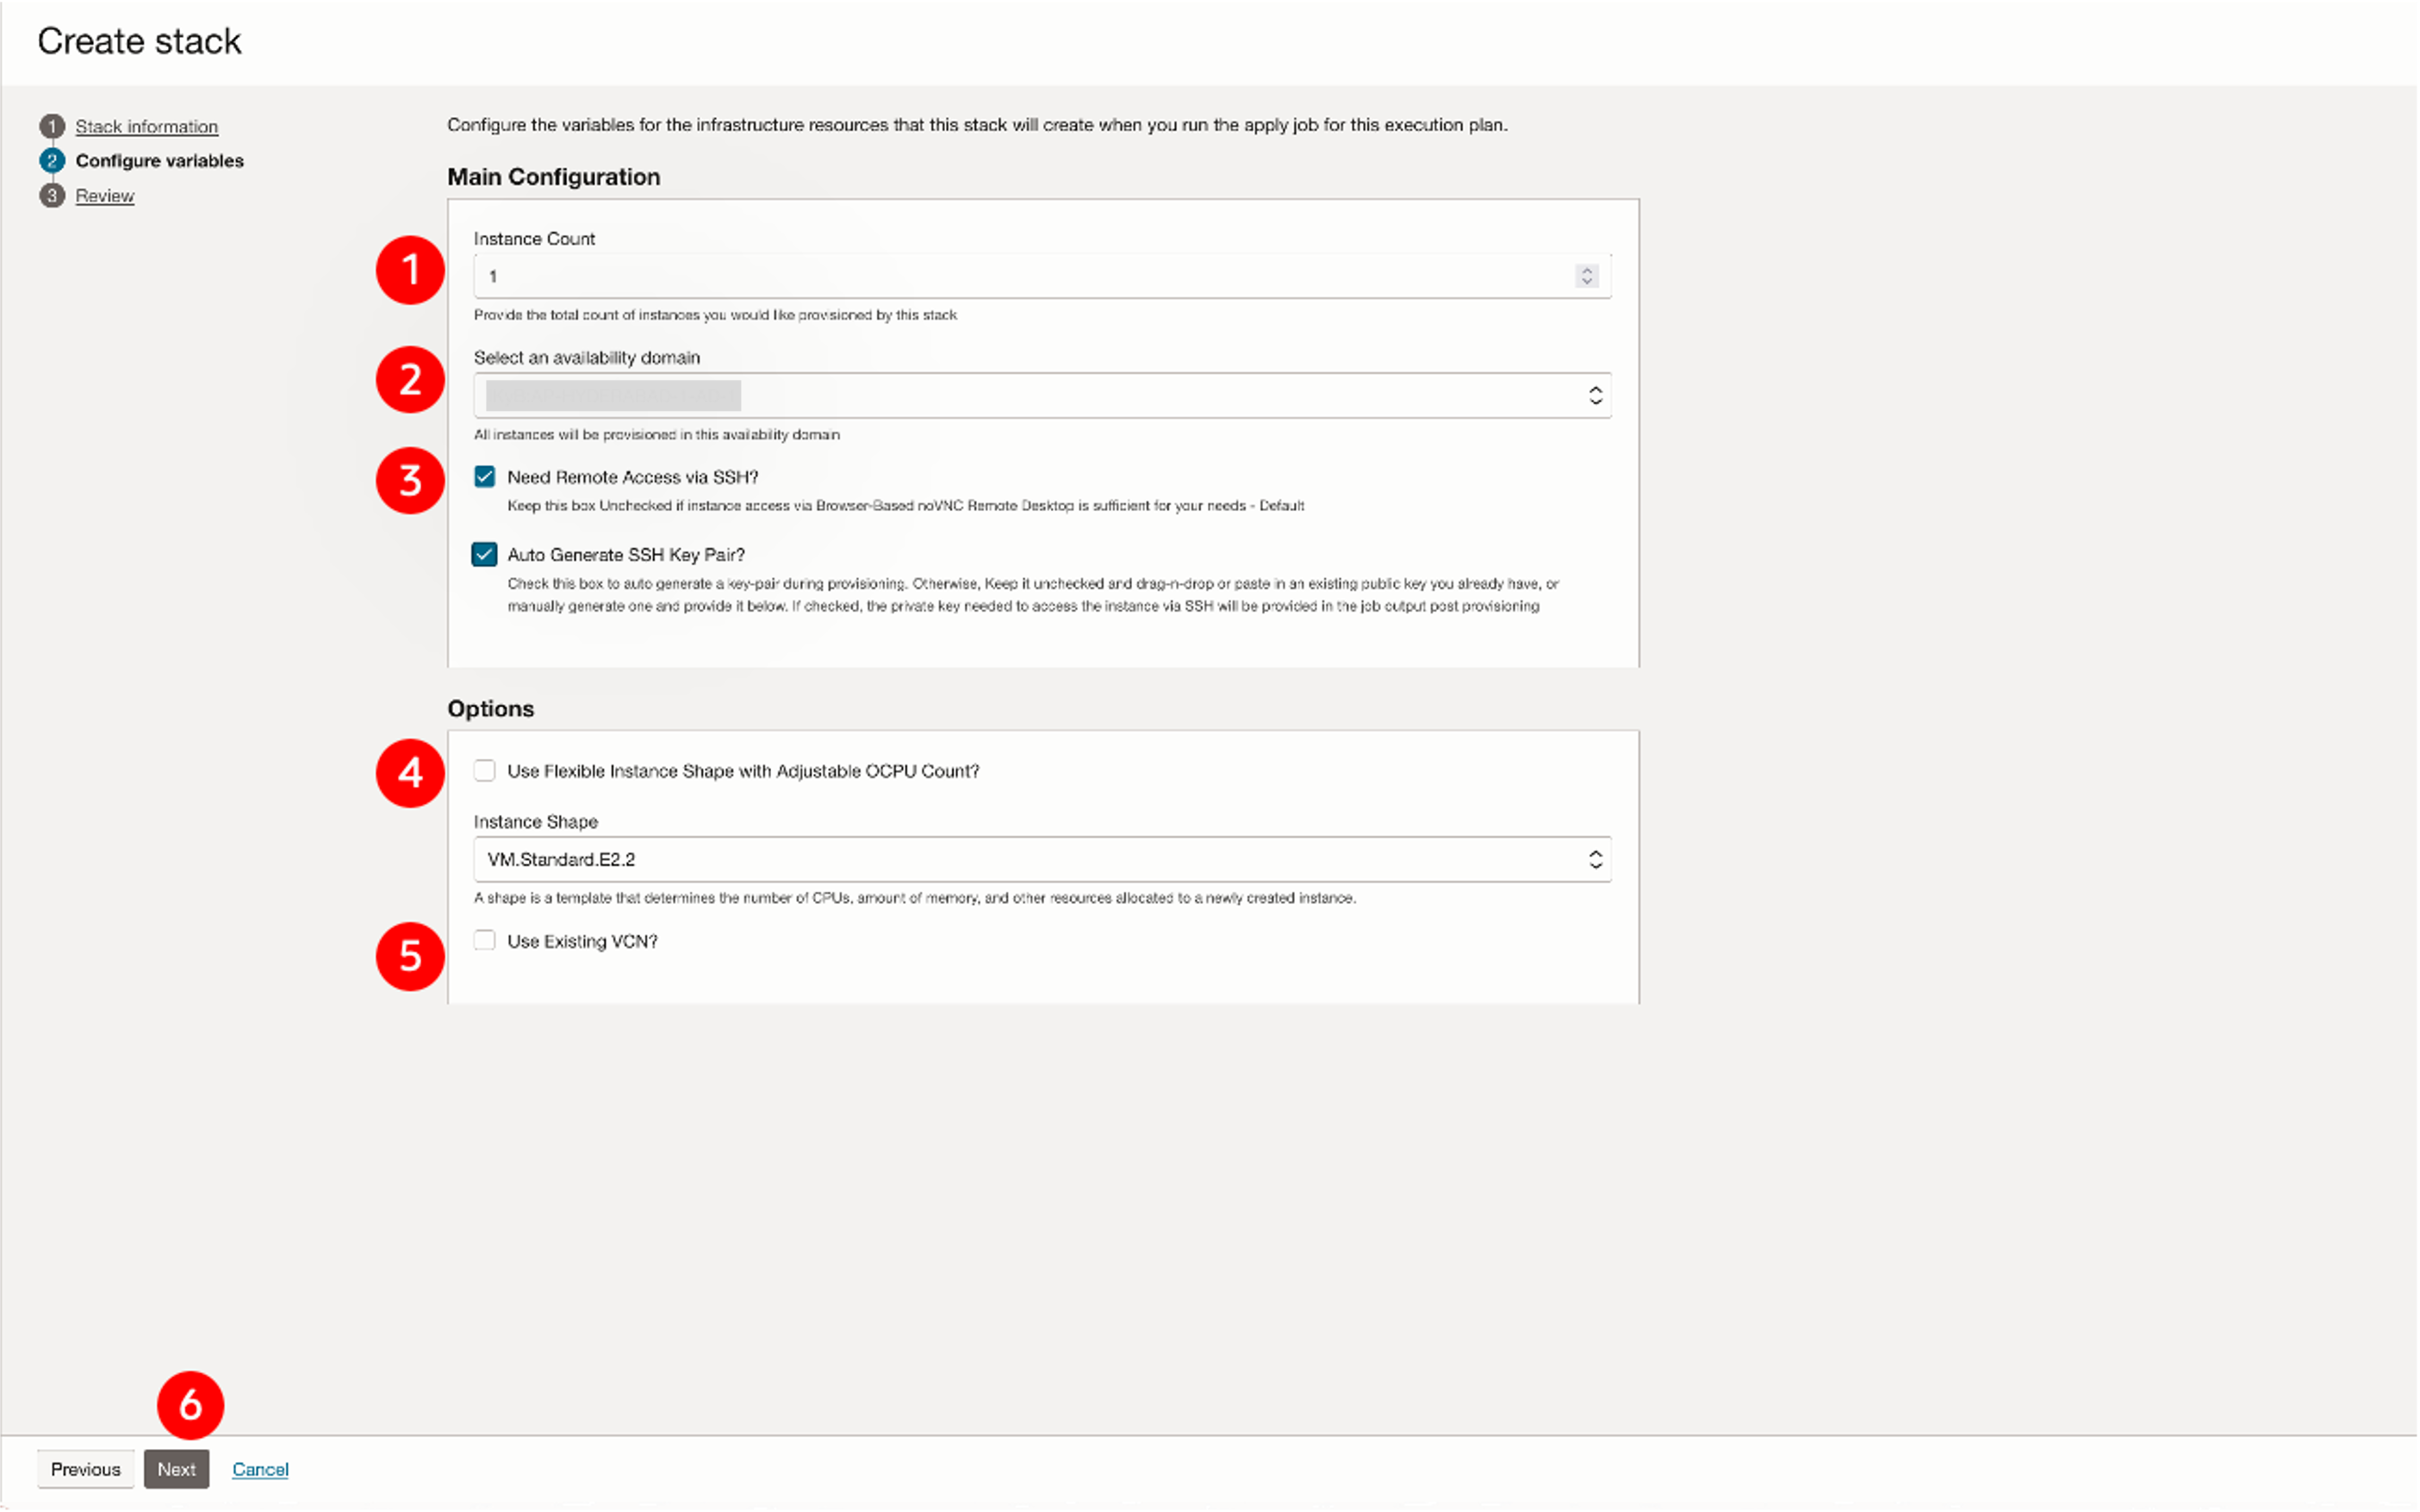 Create stack
1 Stack information
2 Configure variables
3 Review
Configure the variables for the infrastructure resources that this stack will create when you run the apply job for this execution plan.
Main Configuration
Instance Count
1
1
Provide the total count of instances you would like provisioned by this stack
Select an availability domain
2
All instances will be provisioned in this availability domain
3
Need Remote Access via SSH?
Keep this box Unchecked if instance access via Browser-Based noVNC Remote Desktop is sufficient for your needs - Default
Auto Generate SSH Key Pair?
Check this box to auto generate a key-pair during provisioning. Otherwise, Keep it unchecked and drag-n-drop or paste in an existing public key you already have, or
manually generate one and provide it below. If checked, the private key needed to access the instance via SSH will be provided in the job output post provisioning
Options
4
Use Flexible Instance Shape with Adjustable OCPU Count?
Instance Shape
VM.Standard.E2.2
A shape is a template that determines the number of CPUs, amount of memory, and other resources allocated to a newly created instance.
5
Use Existing VCN?
6
Previous Next Cancel